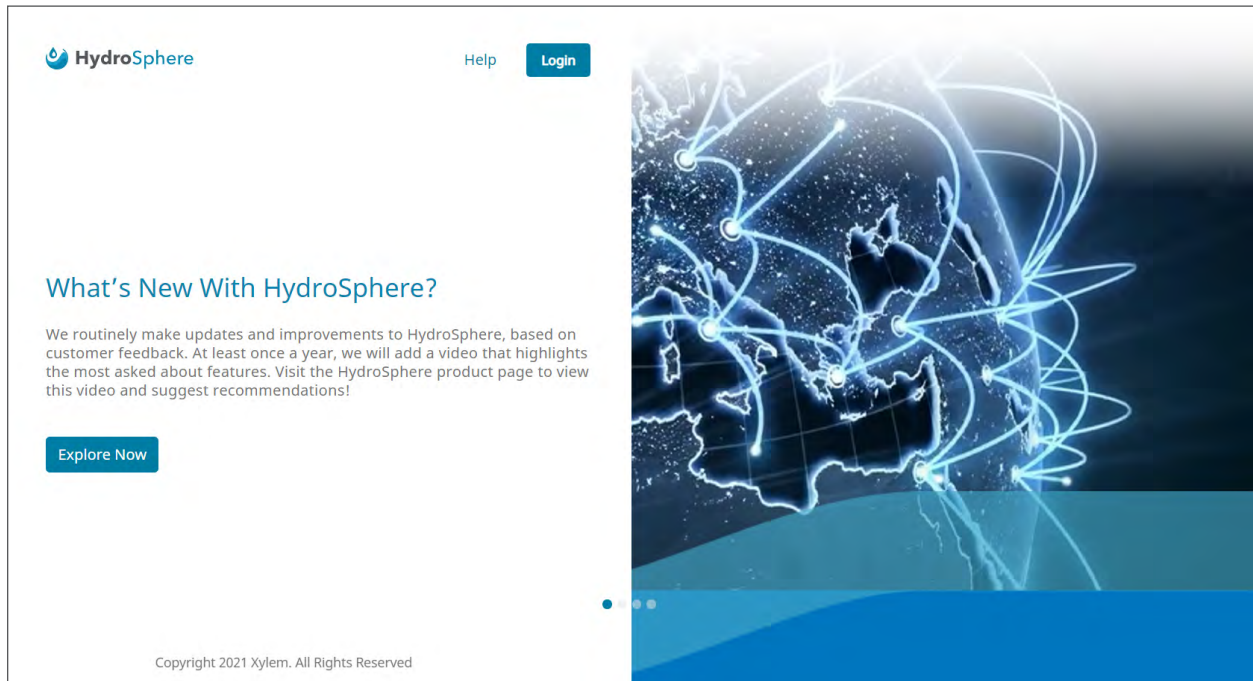 HydroSphere
Help
Login
What's New With HydroSphere?
We routinely make updates and improvements to HydroSphere, based on
customer feedback. At least once a year, we will add a video that highlights
the most asked about features. Visit the HydroSphere product page to view
this video and suggest recommendations!
Explore Now
Copyright 2021 Xylem. All Rights Reserved